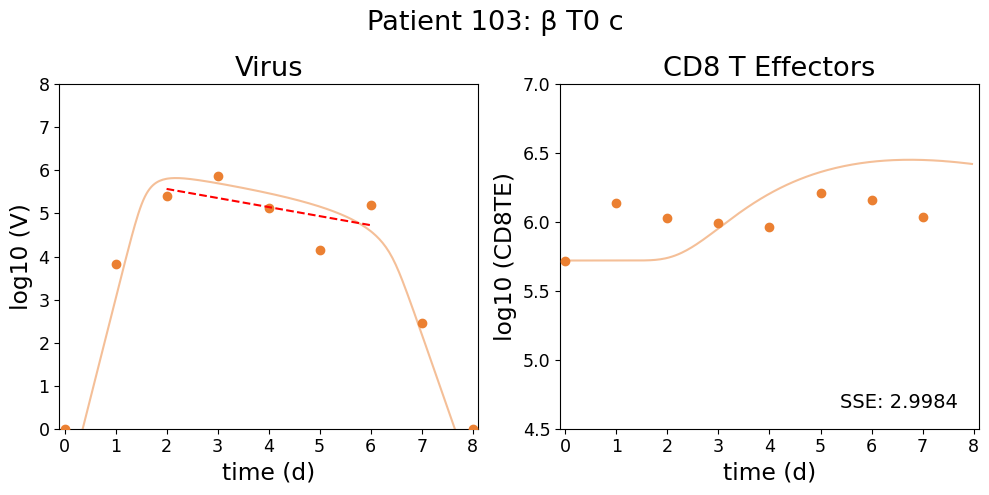 Patient 103: β T0 c
Virus
CD8 T Effectors
log10 (V)
8
7
6
5
4
3
2
1
0
0 1 2 3 4 5 6 7 8
time (d)
log10 (CD8TE)
7.0
6.5
6.0
5.5
5.0
4.5
SSE: 2.9984
0 1 2 3 4 5 6 7 8
time (d)